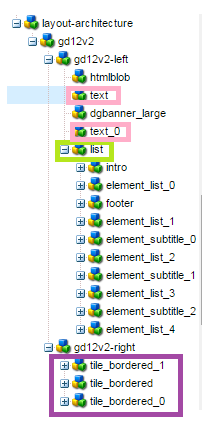 layout-architecture
gd12v2
gd12v2-left
htmlblob
text
dgbanner_large
text_0
list
intro
element_list_0
footer
element_list_1
element_subtitle_0
element_list_2
element_subtitle_1
element_list_3
element_subtitle_2
element_list_4
gd12v2-right
tile_bordered_1
tile_bordered
tile_bordered_0